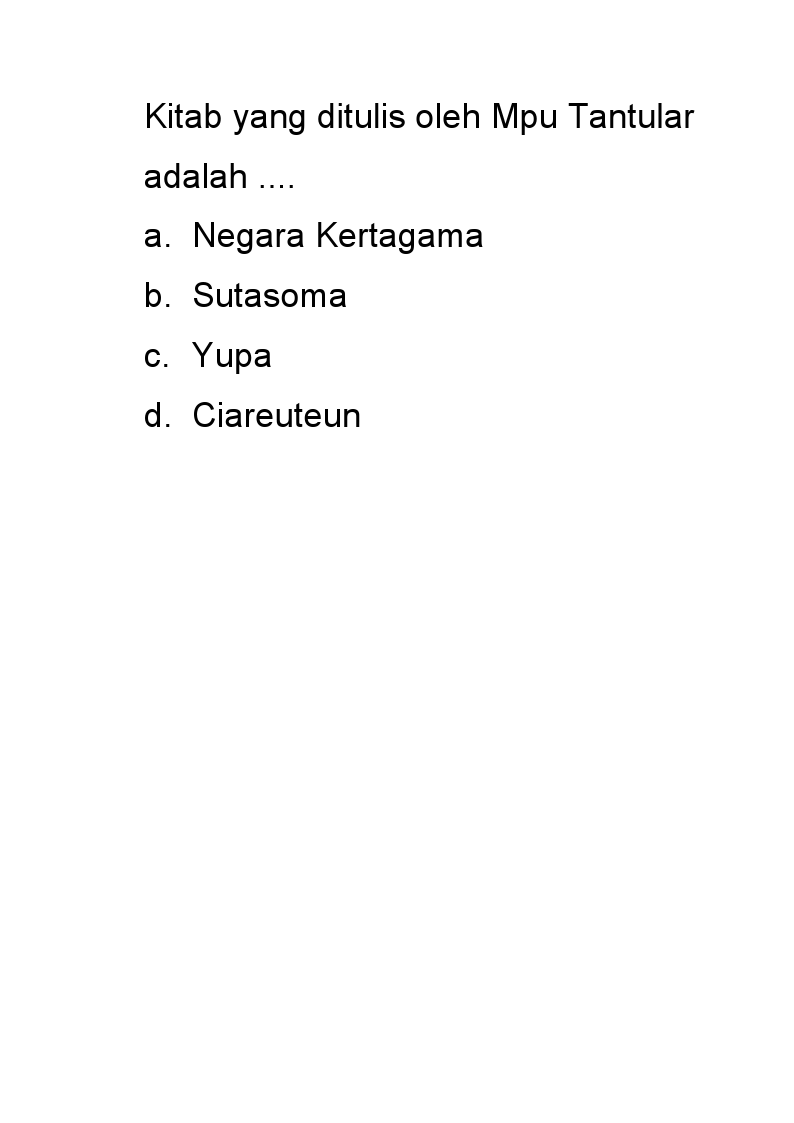 Kitab yang ditulis oleh Mpu Tantular
adalah ....
a. Negara Kertagama
b. Sutasoma
c. Yupa
d. Ciareuteun